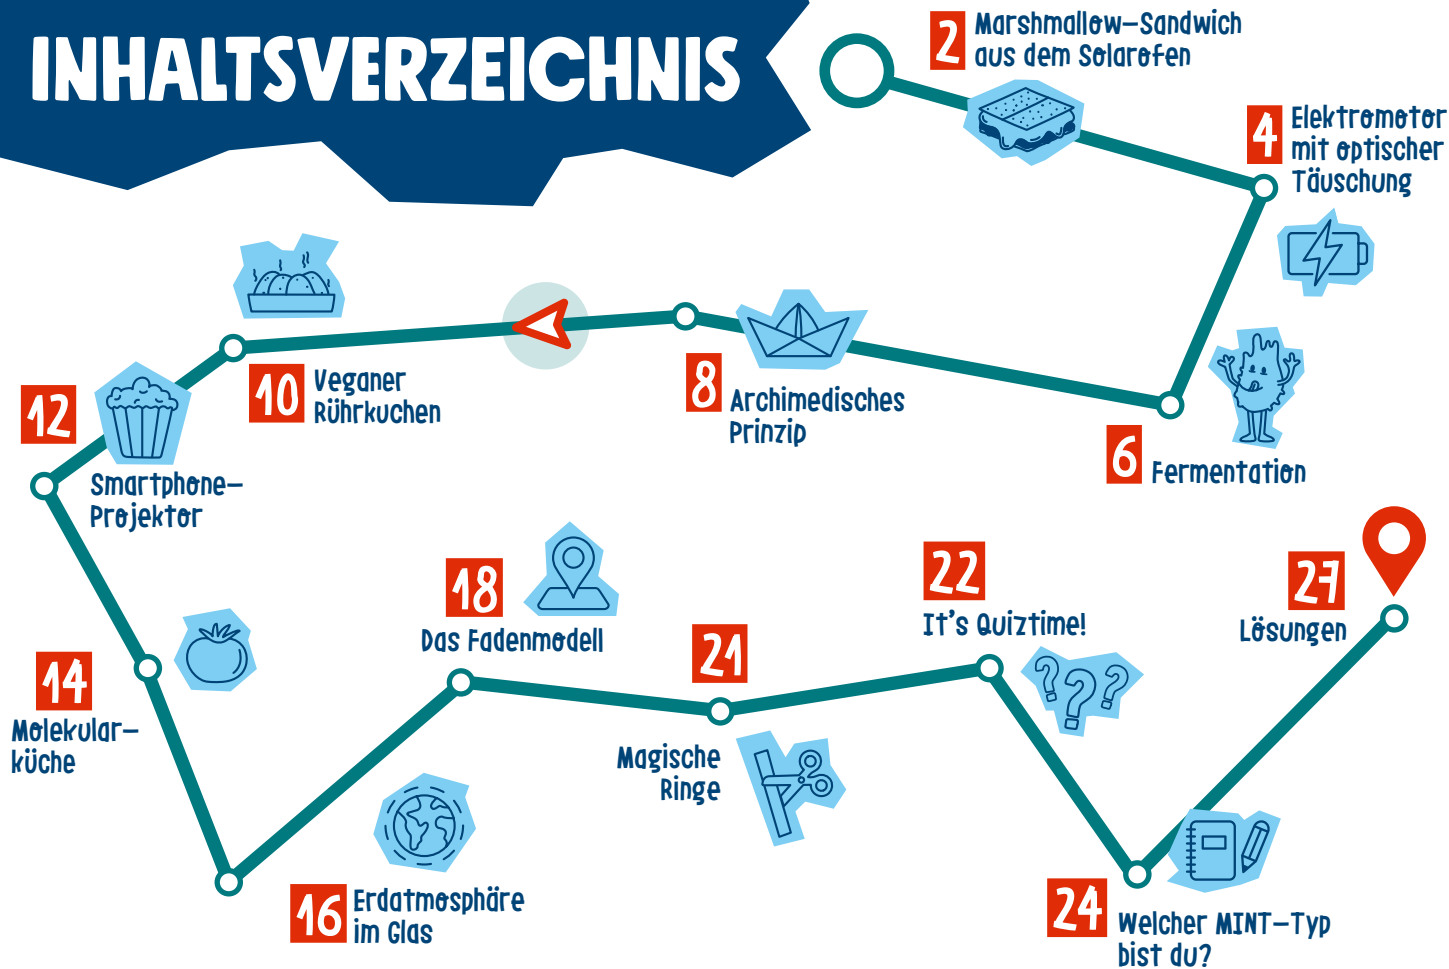 INHALTSVERZEICHNIS
2
Marshmallow-Sandwich
aus dem Solarofen
4
Elektromotor
mit optischer
Täuschung
6
Fermentation
8
Archimedisches
Prinzip
10
Veganer
Rührkuchen
12
Smartphone-
Projektor
14
Molekular-
küche
16
Erdatmosphäre
im Glas
18
Das Fadenmodell
21
Magische
Ringe
22
It's Quiztime!
24
Welcher MINT-Typ
bist du?
27
Lösungen